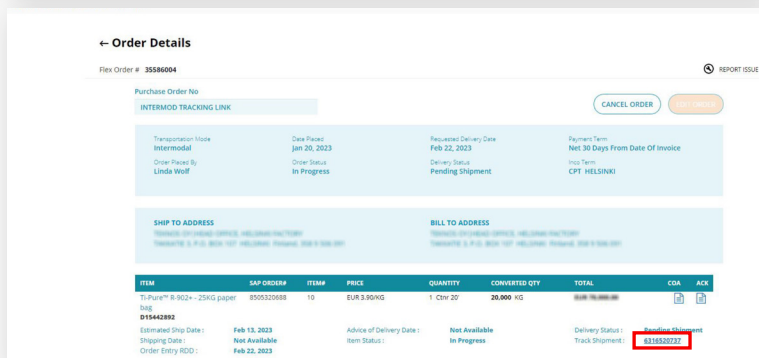 ← Order Details
Flex Order # 35586004
REPORT ISSUE
Purchase Order No
INTERMOD TRACKING LINK
CANCEL ORDER
EDIT ORDER
Transportation Mode Date Placed Requested Delivery Date Payment Term
Intermodal Jan 20, 2023 Feb 22, 2023 Net 30 Days From Date Of Invoice
Order Placed By Order Status Delivery Status Inco Term
Linda Wolf In Progress Pending Shipment CPT HELSINKI
SHIP TO ADDRESS BILL TO ADDRESS
ITEM SAP ORDER# ITEM# PRICE QUANTITY CONVERTED QTY TOTAL COA ACK
Ti-Pure™ R-902+ - 25KG paper 8505320688 10 EUR 3.90/KG 1 Ctnr 20' 20,000 KG
bag
D15442892
Estimated Ship Date : Feb 13, 2023 Advice of Delivery Date : Not Available Delivery Status : Pending Shipment
Shipping Date : Not Available Item Status : In Progress Track Shipment : 6316520737
Order Entry RDD : Feb 22, 2023